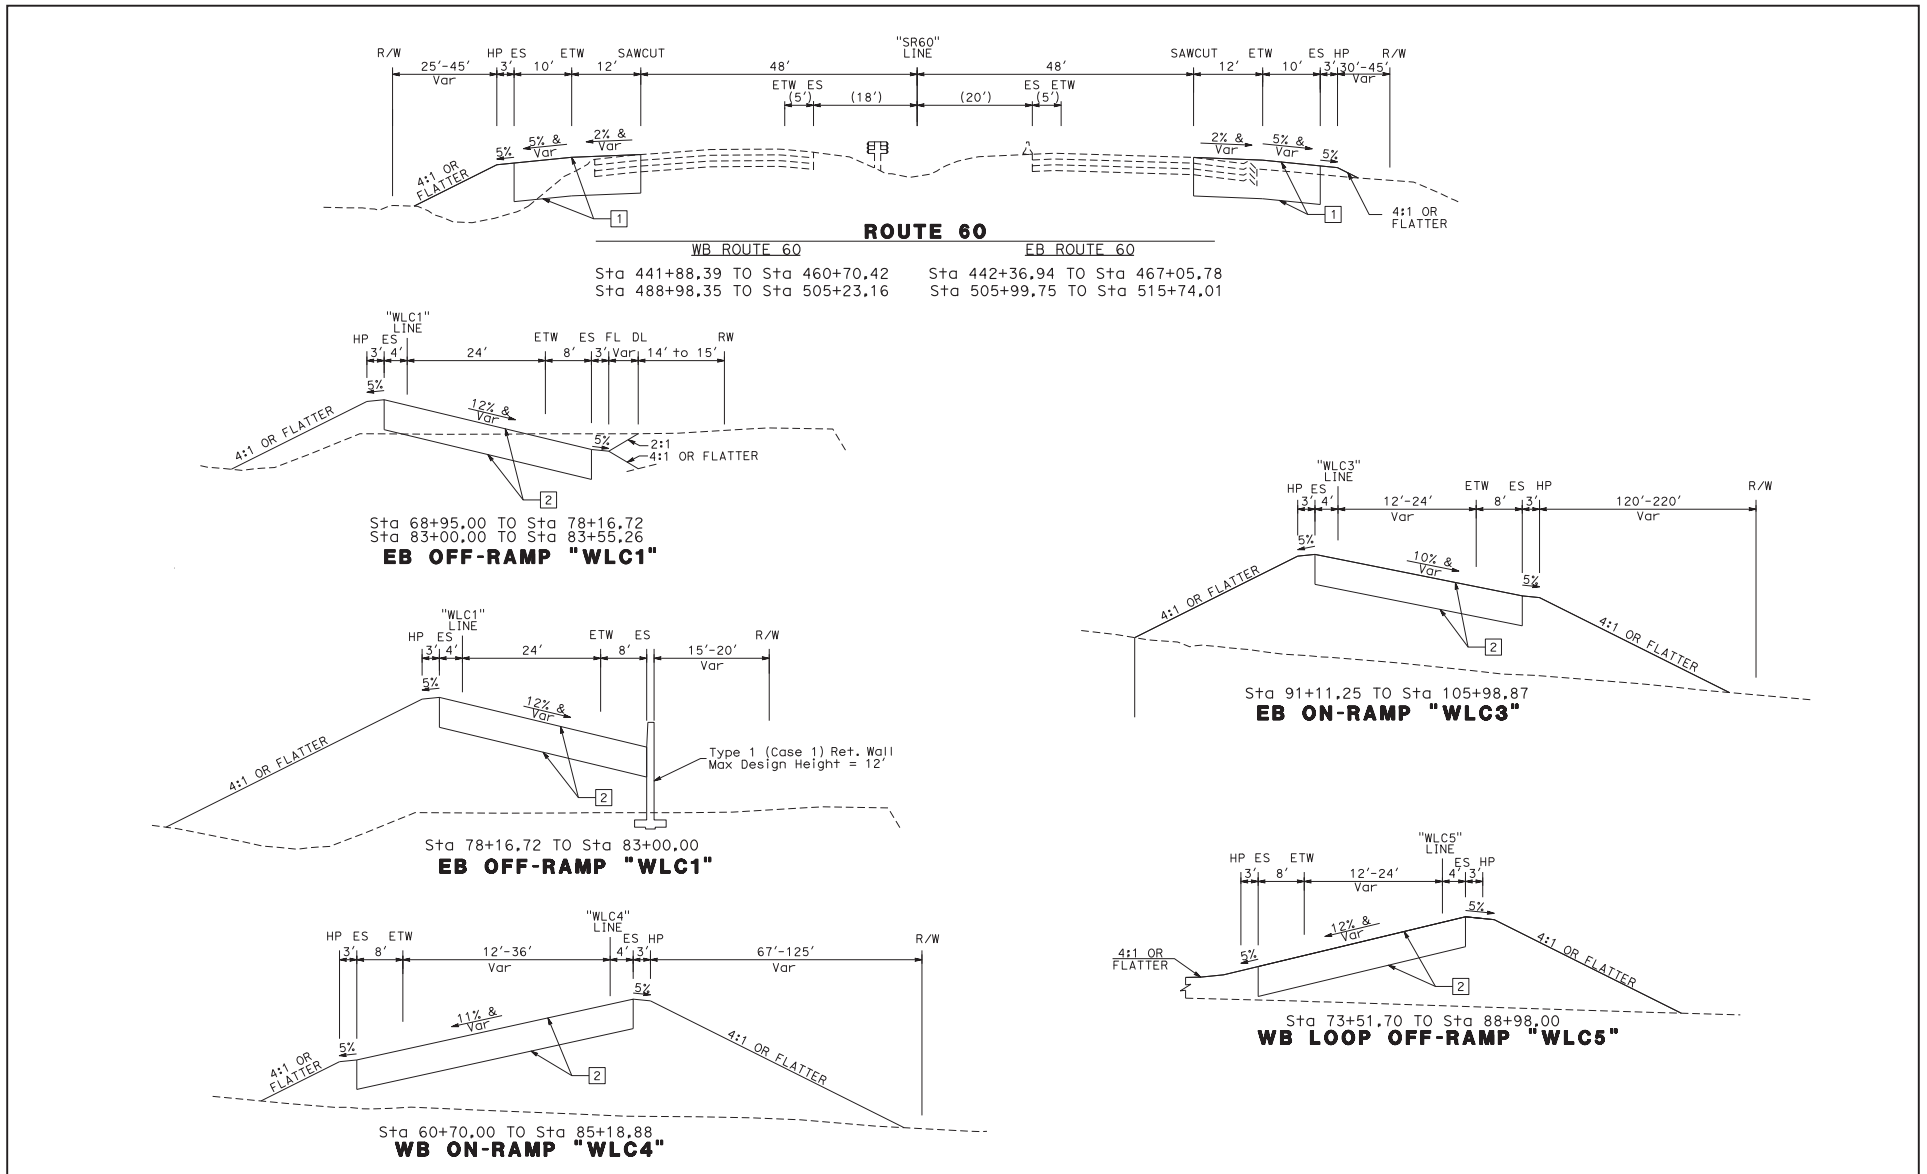 "SR60"
LINE
R/W HP ES ETW SAWCUT SAWCUT ETW ES HP R/W
25'-45' 3' 10' 12' 48' 48' 12' 10' 3' 30'-45'
Var Var
ETW ES ES ETW
(5') (18') (20') (5')
5% 5% & Var 2% & Var 2% & Var 5% & Var 5%
4:1 OR
FLATTER
1
1
4:1 OR
FLATTER
ROUTE 60
WB ROUTE 60 EB ROUTE 60
Sta 441+88.39 TO Sta 460+70.42 Sta 442+36.94 TO Sta 467+05.78
Sta 488+98.35 TO Sta 505+23.16 Sta 505+99.75 TO Sta 515+74.01
"WLC1"
LINE
HP ES ETW ES FL DL RW
3' 4' 24' 8' 3' Var 14' to 15'
5%
12% &
Var
4:1 OR FLATTER
5%
2:1
4:1 OR FLATTER
2
Sta 68+95.00 TO Sta 78+16.72
Sta 83+00.00 TO Sta 83+55.26
EB OFF-RAMP "WLC1"
"WLC3"
LINE
HP ES ETW ES HP R/W
3' 4' 12'-24' 8' 3' 120'-220'
Var Var
5%
10% &
Var
5%
4:1 OR FLATTER
4:1 OR FLATTER
2
Sta 91+11.25 TO Sta 105+98.87
EB ON-RAMP "WLC3"
"WLC1"
LINE
HP ES ETW ES R/W
3' 4' 24' 8' 15'-20'
Var
5%
12% &
Var
4:1 OR FLATTER
Type 1 (Case 1) Ret. Wall
Max Design Height = 12'
2
Sta 78+16.72 TO Sta 83+00.00
EB OFF-RAMP "WLC1"
"WLC5"
LINE
HP ES ETW ES HP
3' 8' 12'-24' 4' 3'
Var
5%
12% &
Var
5%
4:1 OR
FLATTER
4:1 OR FLATTER
2
Sta 73+51.70 TO Sta 88+98.00
WB LOOP OFF-RAMP "WLC5"
"WLC4"
LINE
HP ES ETW ES HP R/W
3' 8' 12'-36' 4' 3' 67'-125'
Var Var
5%
11% &
Var
5%
4:1 OR
FLATTER
4:1 OR FLATTER
2
Sta 60+70.00 TO Sta 85+18.88
WB ON-RAMP "WLC4"